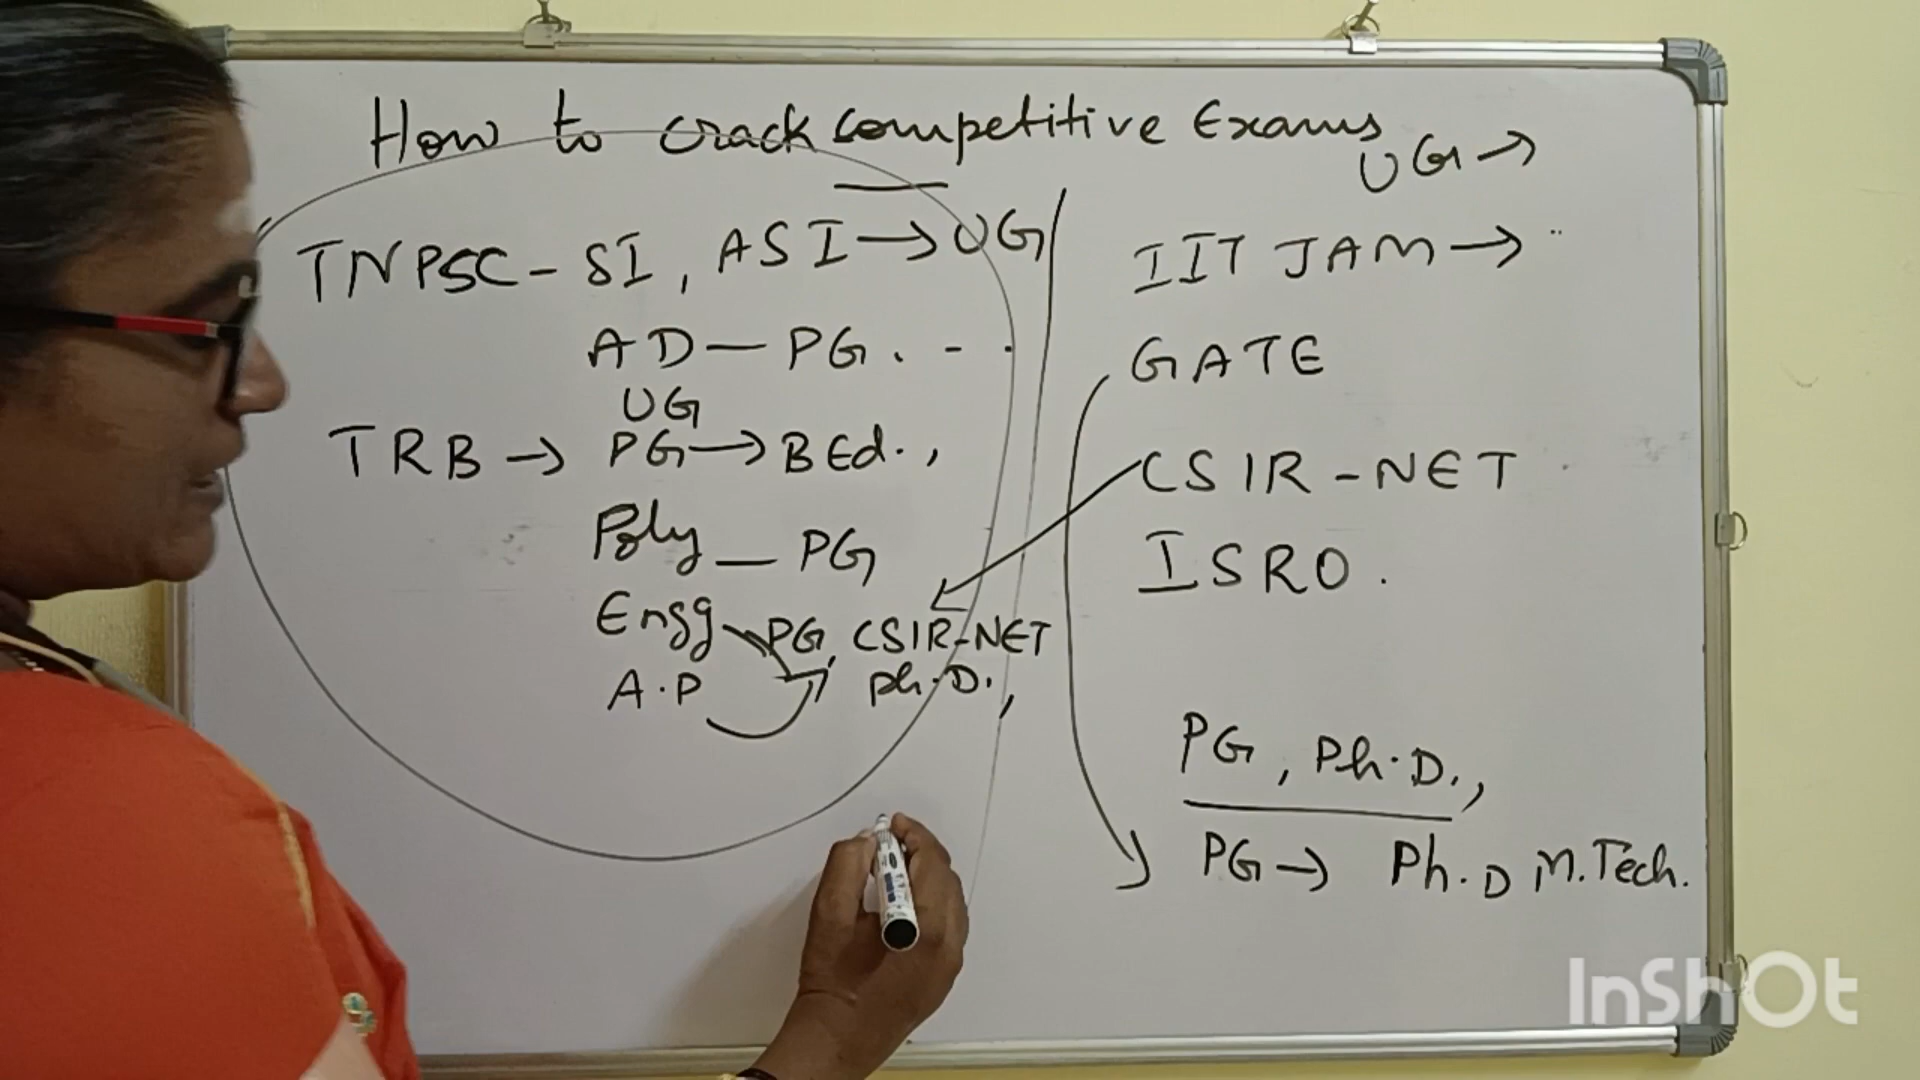 How to crack competitive Exams
UG →
TNPSC - SI, ASI → UG
AD — PG . - .
UG
TRB → PG → B Ed.,
Poly — PG
Engg PG, CSIR-NET
A.P Ph.D.,
IIT JAM → "
GATE
CSIR-NET
ISRO.
PG, Ph.D.,
PG → Ph.D M.Tech.
InShOt